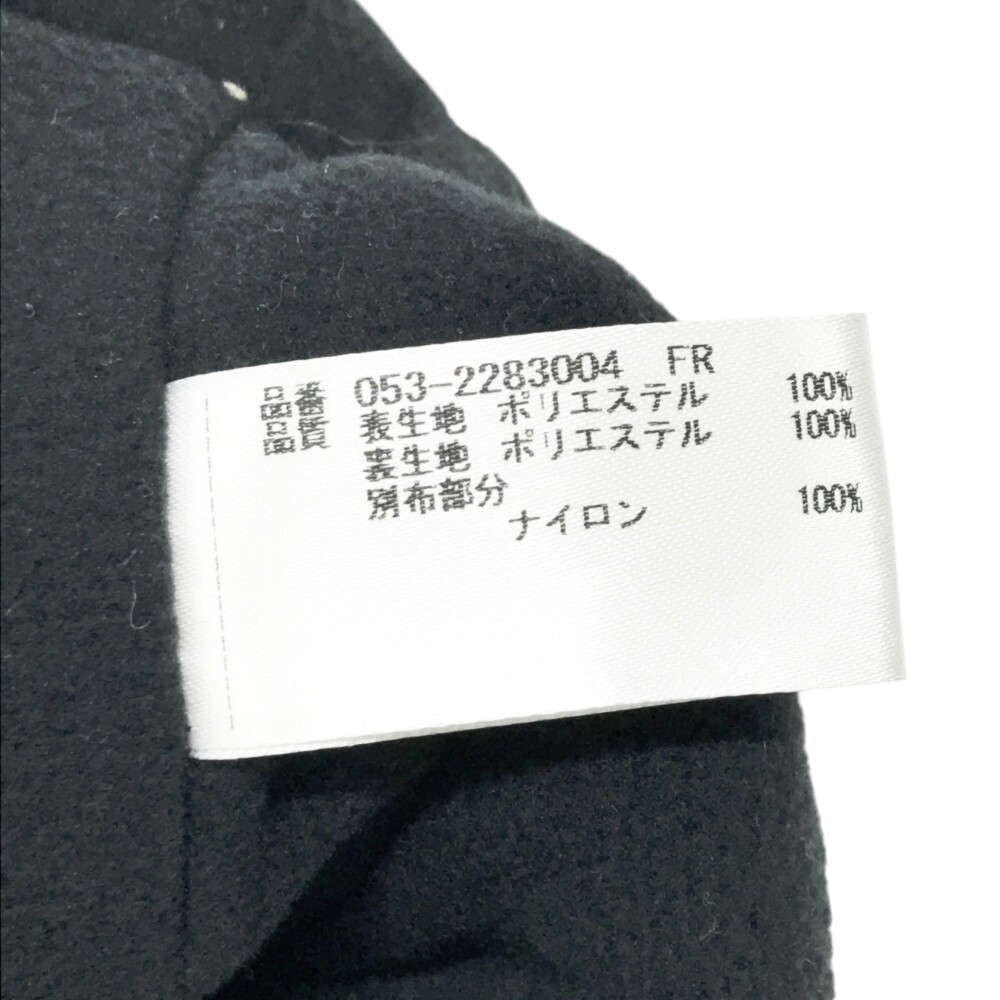 品番 053-2283004 FR
品質 表生地 ポリエステル 100%
裏生地 ポリエステル 100%
別布部分
ナイロン 100%